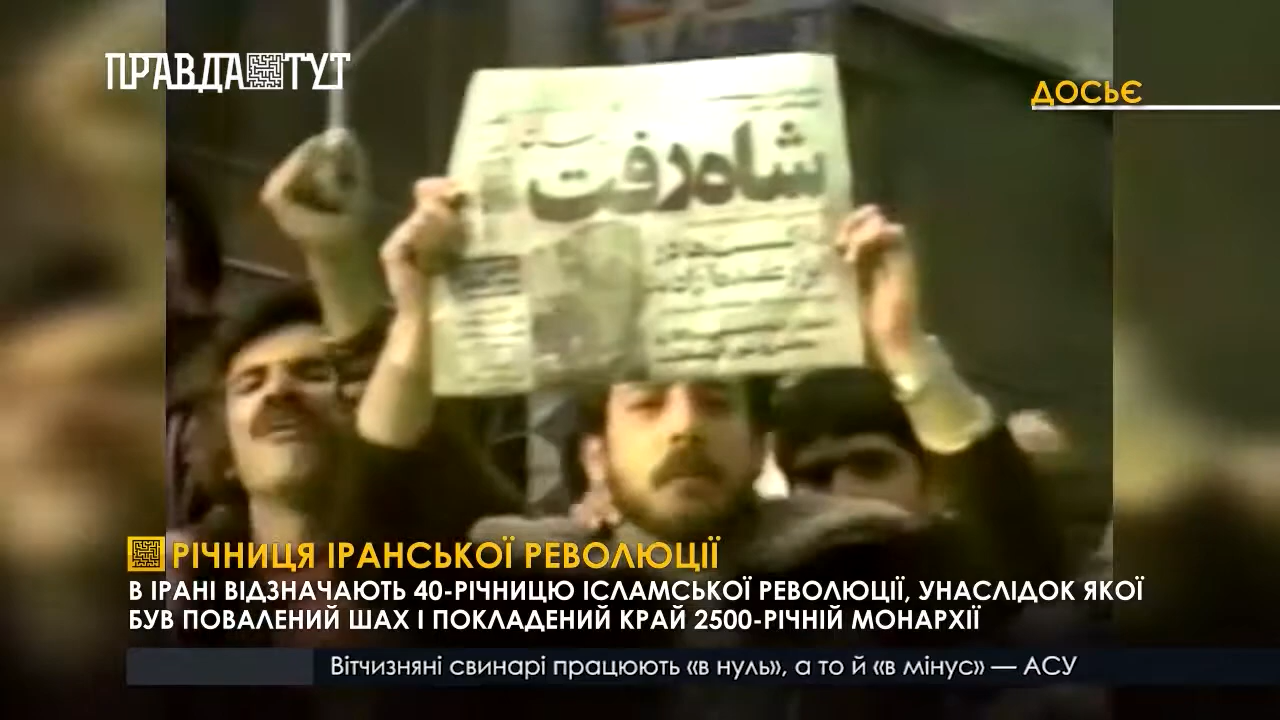 ПРАВДА ТУТ
ДОСЬЄ
شاه رفت
РІЧНИЦЯ ІРАНСЬКОЇ РЕВОЛЮЦІЇ
В ІРАНІ ВІДЗНАЧАЮТЬ 40-РІЧНИЦЮ ІСЛАМСЬКОЇ РЕВОЛЮЦІЇ, УНАСЛІДОК ЯКОЇ
БУВ ПОВАЛЕНИЙ ШАХ І ПОКЛАДЕНИЙ КРАЙ 2500-РІЧНІЙ МОНАРХІЇ
Вітчизняні свинарі працюють «в нуль», а то й «в мінус» — АСУ